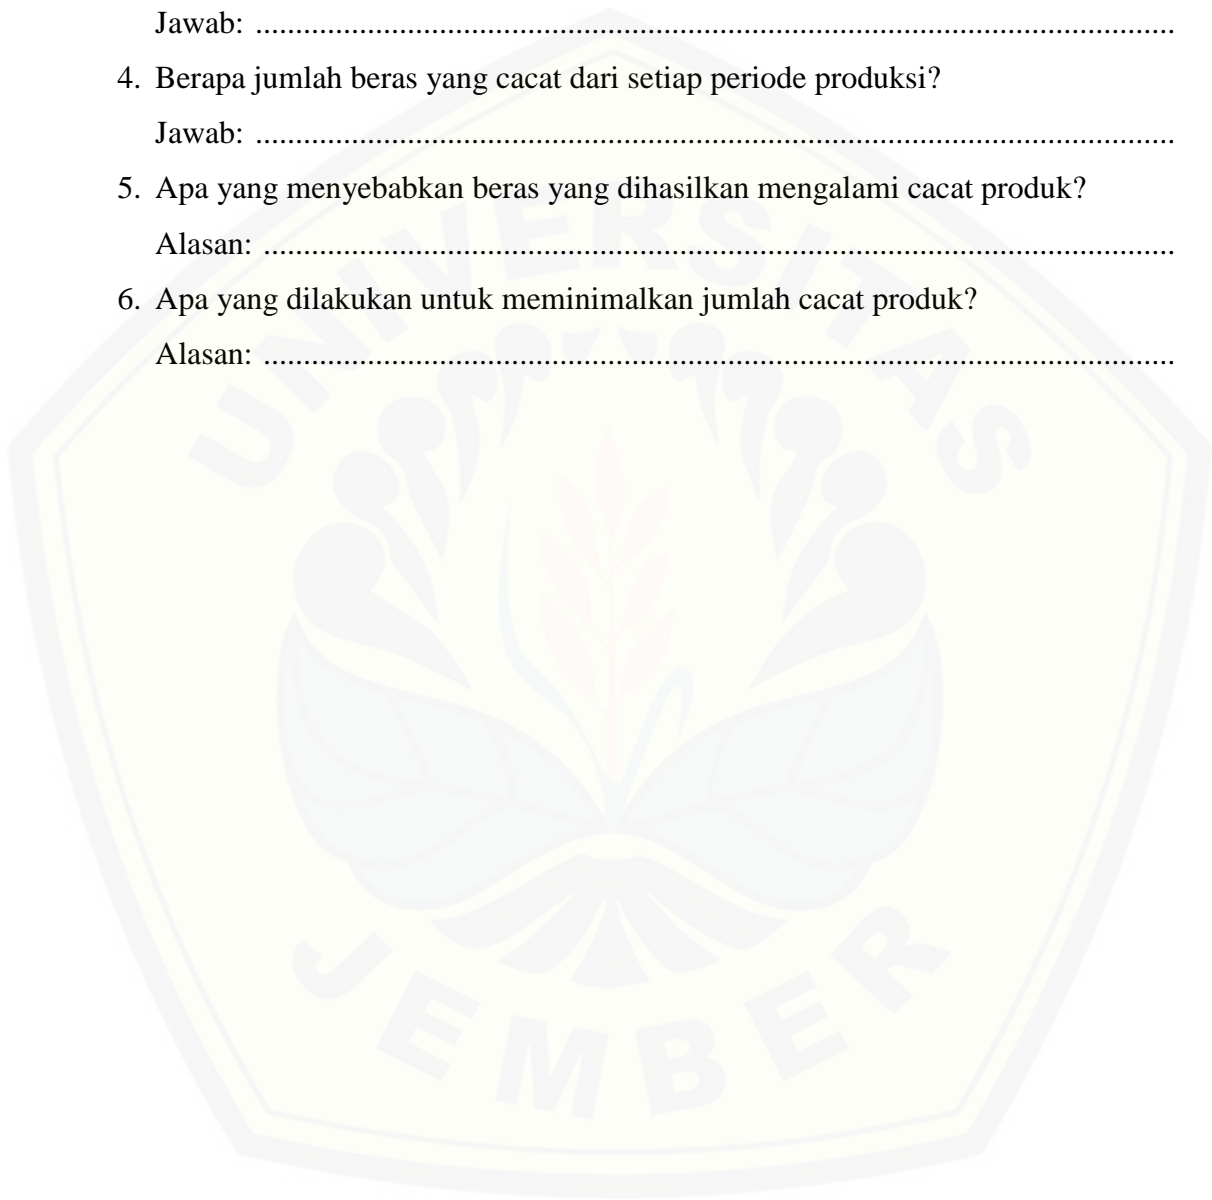 Jawab: ....................................................................................................................
4. Berapa jumlah beras yang cacat dari setiap periode produksi?
Jawab: ....................................................................................................................
5. Apa yang menyebabkan beras yang dihasilkan mengalami cacat produk?
Alasan: ...................................................................................................................
6. Apa yang dilakukan untuk meminimalkan jumlah cacat produk?
Alasan: ...................................................................................................................
UNIVERSITAS
JEMBER